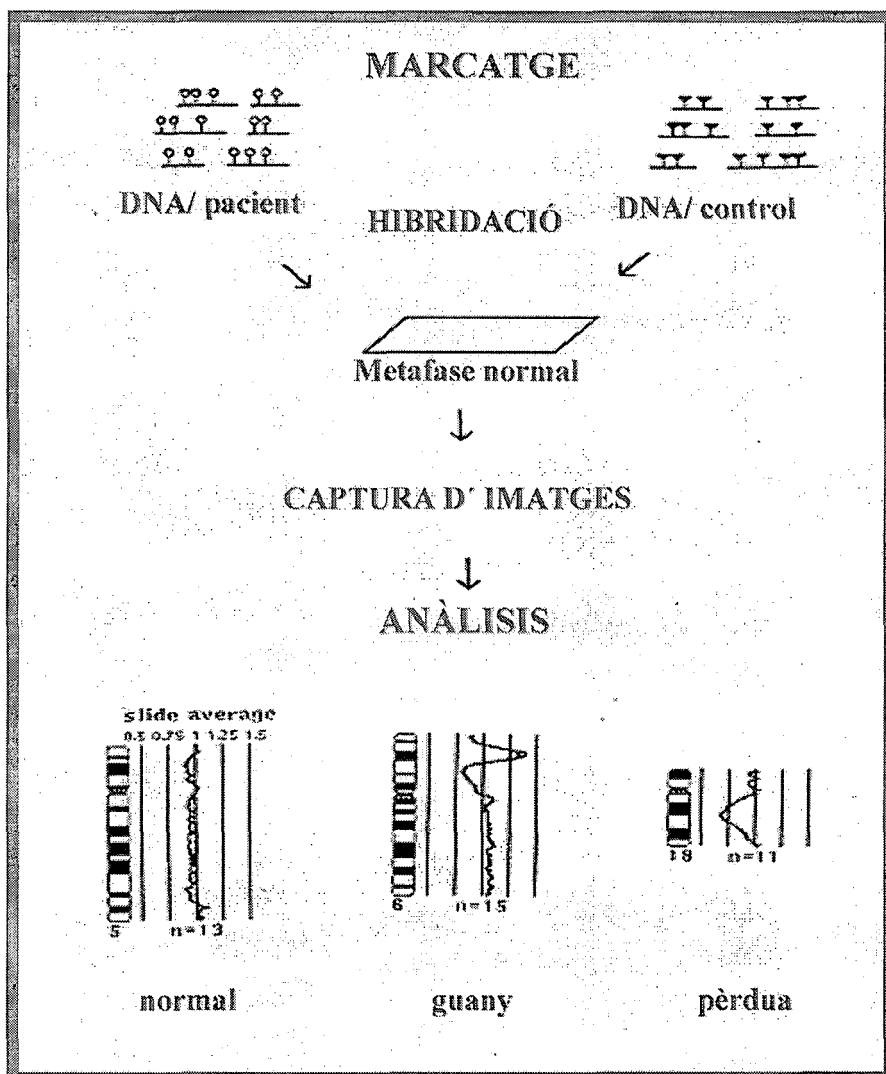 MARCATGE
DNA/ pacient
DNA/ control
HIBRIDACIÓ
Metafase normal
CAPTURA D´ IMATGES
ANÀLISIS
slide average
0.5 0.75 1 1.25 1.5
5 n=13
6 n=15
18 n=11
normal guany pèrdua